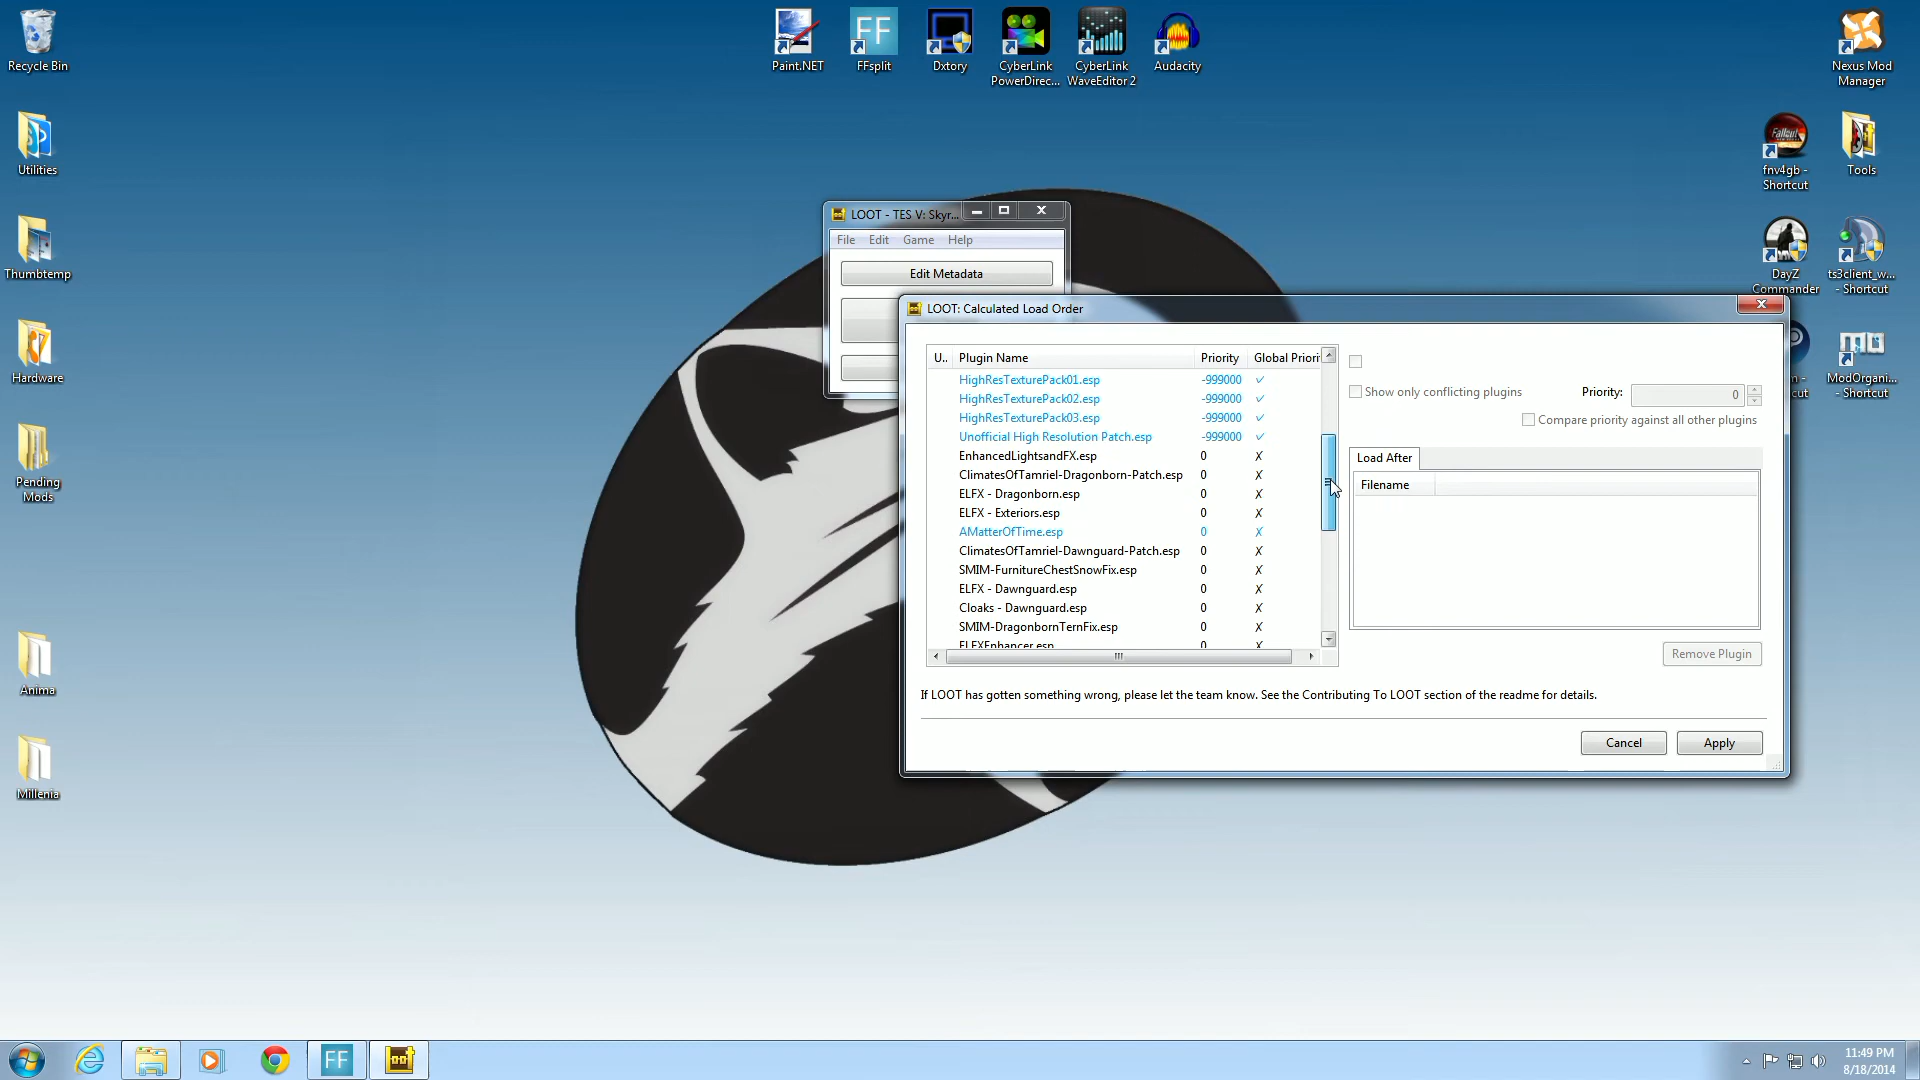 Recycle Bin
Utilities
Thumbtemp
Hardware
Pending
Mods
Anima
Millenia
Paint.NET
FF
FFsplit
Dxtory
CyberLink
PowerDirec...
CyberLink
WaveEditor 2
Audacity
Nexus Mod
Manager
Fallout
fnv4gb -
Shortcut
Tools
DayZ
Commander
ts3client_w...
- Shortcut
ModOrgani...
- Shortcut
LOOT - TES V: Skyr...
File Edit Game Help
Edit Metadata
LOOT: Calculated Load Order
U.. Plugin Name Priority Global Priori
HighResTexturePack01.esp -999000 ✓
HighResTexturePack02.esp -999000 ✓
HighResTexturePack03.esp -999000 ✓
Unofficial High Resolution Patch.esp -999000 ✓
EnhancedLightsandFX.esp 0 ✗
ClimatesOfTamriel-Dragonborn-Patch.esp 0 ✗
ELFX - Dragonborn.esp 0 ✗
ELFX - Exteriors.esp 0 ✗
AMatterOfTime.esp 0 ✗
ClimatesOfTamriel-Dawnguard-Patch.esp 0 ✗
SMIM-FurnitureChestSnowFix.esp 0 ✗
ELFX - Dawnguard.esp 0 ✗
Cloaks - Dawnguard.esp 0 ✗
SMIM-DragonbornTernFix.esp 0 ✗
ELFXEnhancer.esp 0 ✗
Show only conflicting plugins
Priority: 0
Compare priority against all other plugins
Load After
Filename
Remove Plugin
If LOOT has gotten something wrong, please let the team know. See the Contributing To LOOT section of the readme for details.
Cancel Apply
FF
loot
11:49 PM
8/18/2014